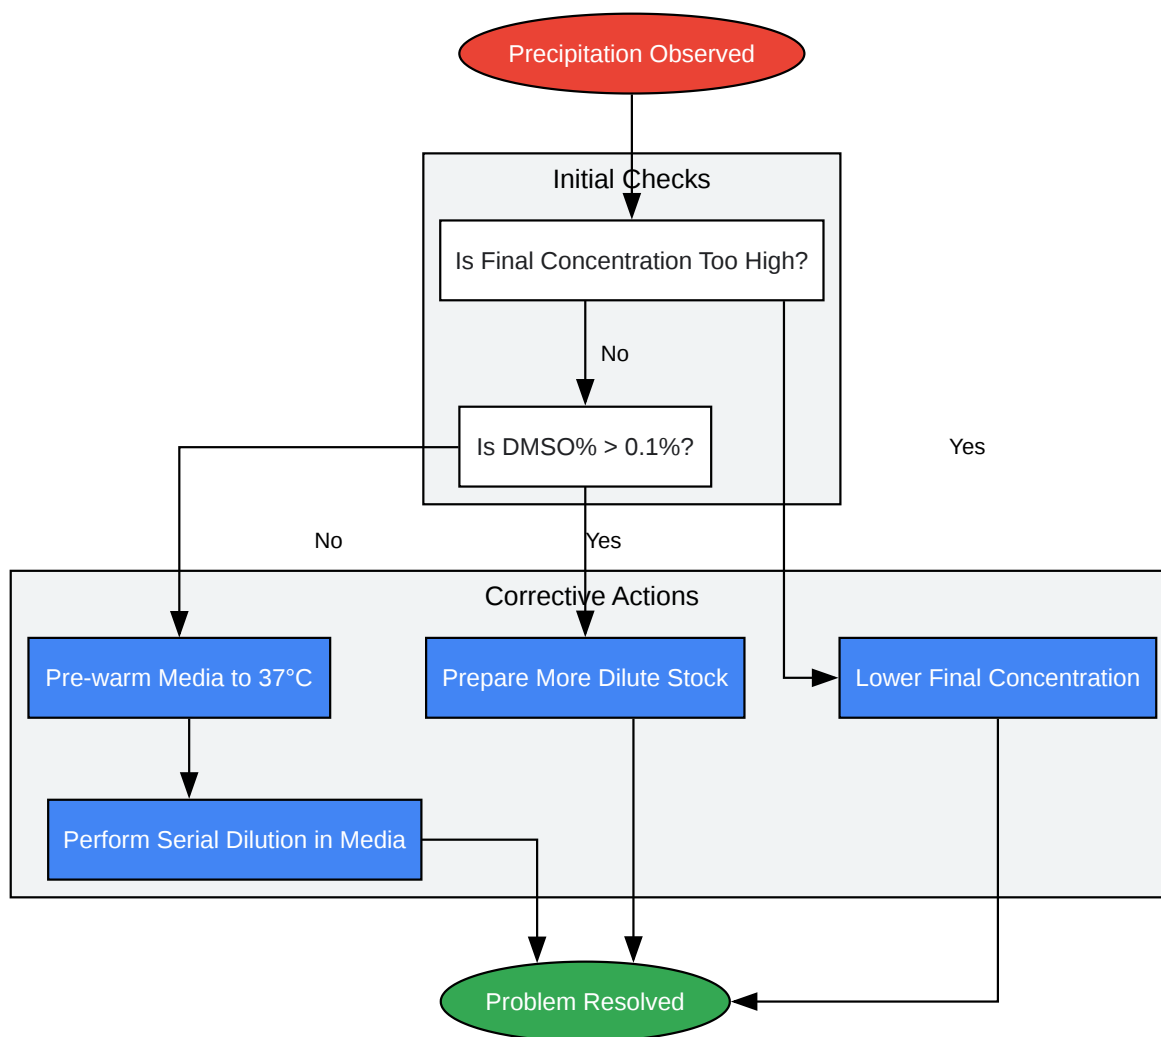 Precipitation Observed
Initial Checks
Is Final Concentration Too High?
No
Is DMSO% > 0.1%?
Yes
No
Yes
Corrective Actions
Pre-warm Media to 37°C
Prepare More Dilute Stock
Lower Final Concentration
Perform Serial Dilution in Media
Problem Resolved